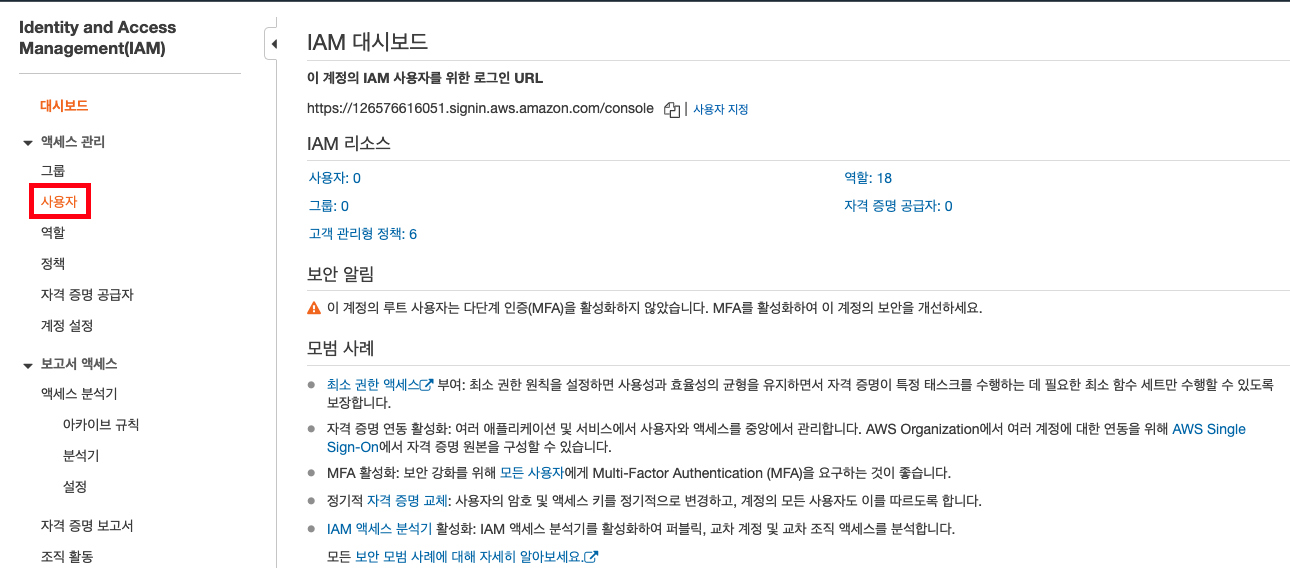 Identity and Access
Management(IAM)
대시보드
액세스 관리
그룹
사용자
역할
정책
자격 증명 공급자
계정 설정
보고서 액세스
액세스 분석기
아카이브 규칙
분석기
설정
자격 증명 보고서
조직 활동
IAM 대시보드
이 계정의 IAM 사용자를 위한 로그인 URL
https://126576616051.signin.aws.amazon.com/console | 사용자 지정
IAM 리소스
사용자: 0
역할: 18
그룹: 0
자격 증명 공급자: 0
고객 관리형 정책: 6
보안 알림
이 계정의 루트 사용자는 다단계 인증(MFA)을 활성화하지 않았습니다. MFA를 활성화하여 이 계정의 보안을 개선하세요.
모범 사례
최소 권한 액세스 부여: 최소 권한 원칙을 설정하면 사용성과 효율성의 균형을 유지하면서 자격 증명이 특정 태스크를 수행하는 데 필요한 최소 함수 세트만 수행할 수 있도록
보장합니다.
자격 증명 연동 활성화: 여러 애플리케이션 및 서비스에서 사용자와 액세스를 중앙에서 관리합니다. AWS Organization에서 여러 계정에 대한 연동을 위해 AWS Single
Sign-On에서 자격 증명 원본을 구성할 수 있습니다.
MFA 활성화: 보안 강화를 위해 모든 사용자에게 Multi-Factor Authentication (MFA)을 요구하는 것이 좋습니다.
정기적 자격 증명 교체: 사용자의 암호 및 액세스 키를 정기적으로 변경하고, 계정의 모든 사용자도 이를 따르도록 합니다.
IAM 액세스 분석기 활성화: IAM 액세스 분석기를 활성화하여 퍼블릭, 교차 계정 및 교차 조직 액세스를 분석합니다.
모든 보안 모범 사례에 대해 자세히 알아보세요.